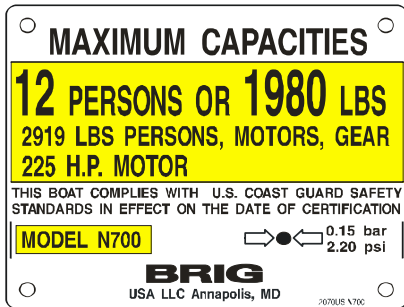 MAXIMUM CAPACITIES
12 PERSONS OR 1980 LBS
2919 LBS PERSONS, MOTORS, GEAR
225 H.P. MOTOR
THIS BOAT COMPLIES WITH U.S. COAST GUARD SAFETY
STANDARDS IN EFFECT ON THE DATE OF CERTIFICATION
MODEL N700
0.15 bar
2.20 psi
BRIG
USA LLC Annapolis, MD
2070US N700